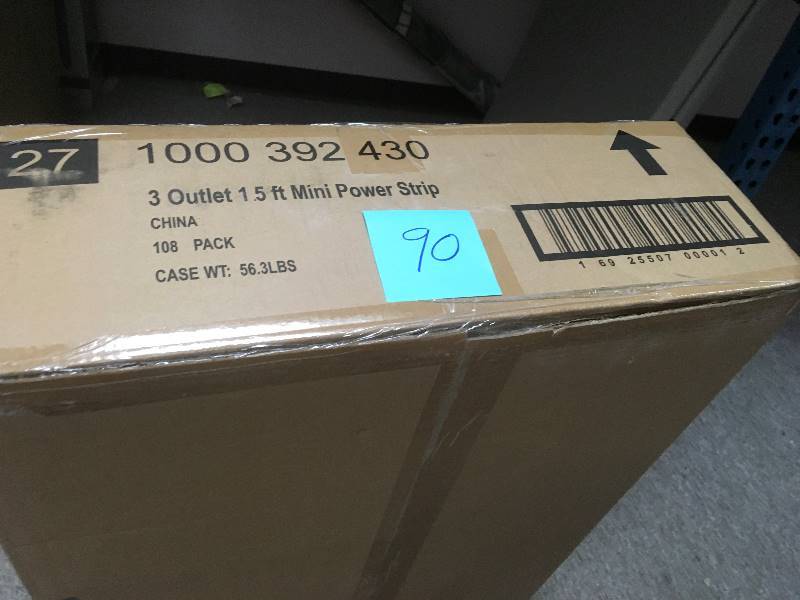 27 1000 392 430
3 Outlet 1.5 ft Mini Power Strip
CHINA
108 PACK
CASE WT: 56.3LBS
90
1 69 25507 00001 2